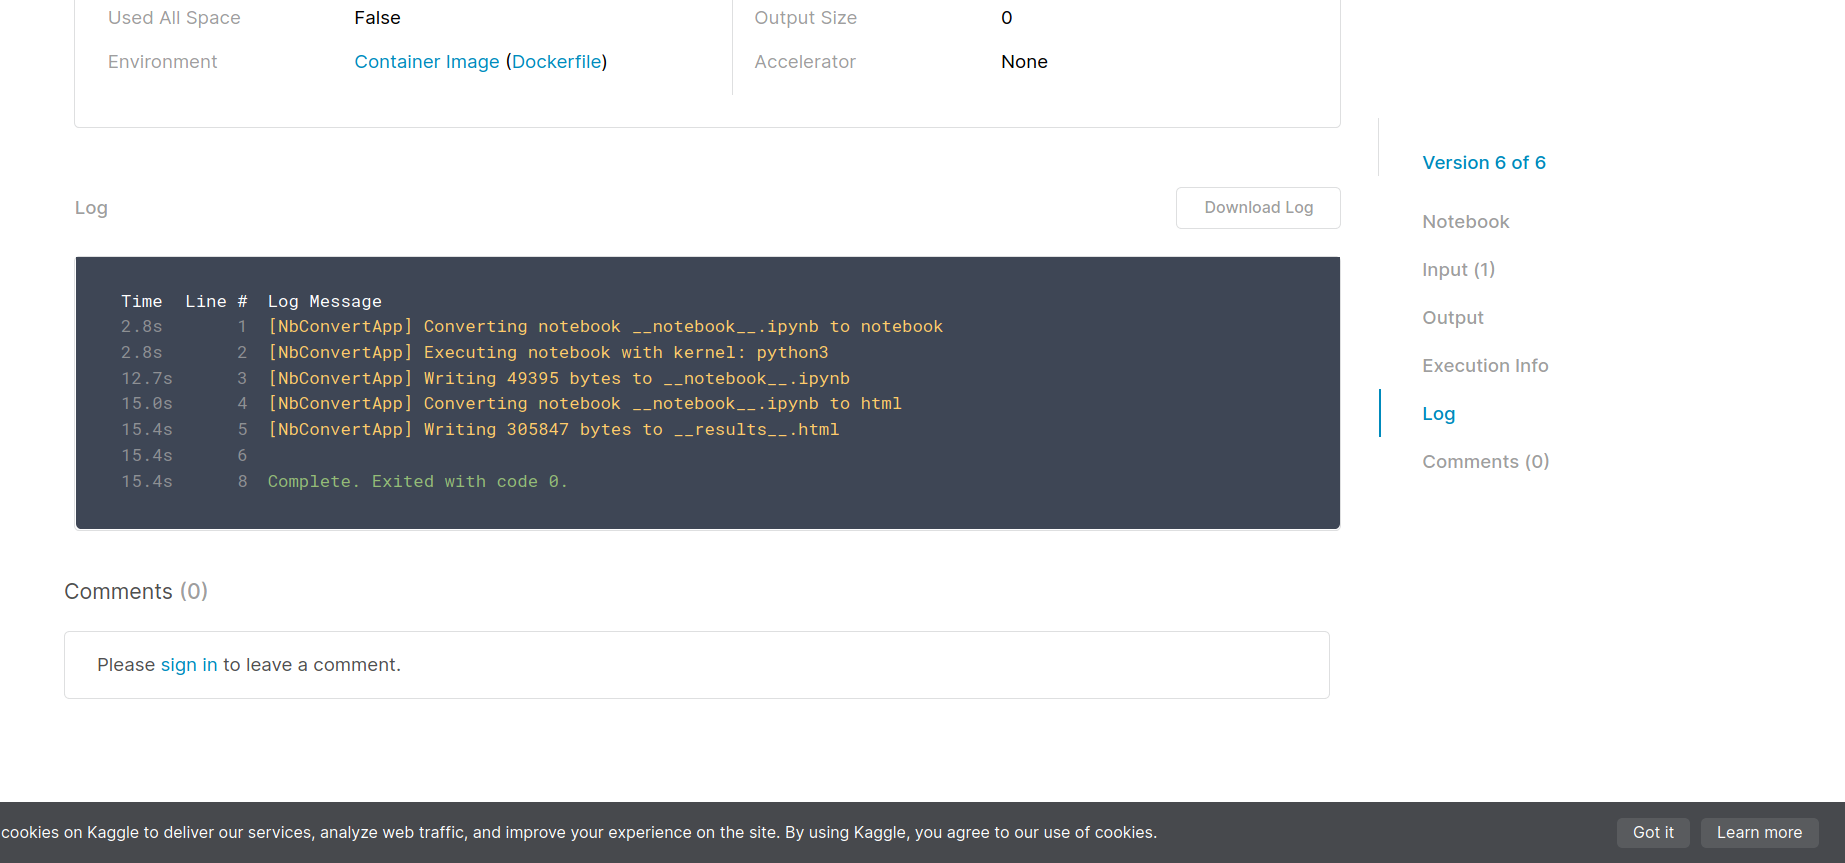 Used All Space False Output Size 0
Environment Container Image (Dockerfile) Accelerator None
Version 6 of 6
Log Download Log
Notebook
Input (1)
Output
Execution Info
Log
Comments (0)
Time Line # Log Message
2.8s 1 [NbConvertApp] Converting notebook __notebook__.ipynb to notebook
2.8s 2 [NbConvertApp] Executing notebook with kernel: python3
12.7s 3 [NbConvertApp] Writing 49395 bytes to __notebook__.ipynb
15.0s 4 [NbConvertApp] Converting notebook __notebook__.ipynb to html
15.4s 5 [NbConvertApp] Writing 305847 bytes to __results__.html
15.4s 6
15.4s 8 Complete. Exited with code 0.
Comments (0)
Please sign in to leave a comment.
cookies on Kaggle to deliver our services, analyze web traffic, and improve your experience on the site. By using Kaggle, you agree to our use of cookies. Got it Learn more